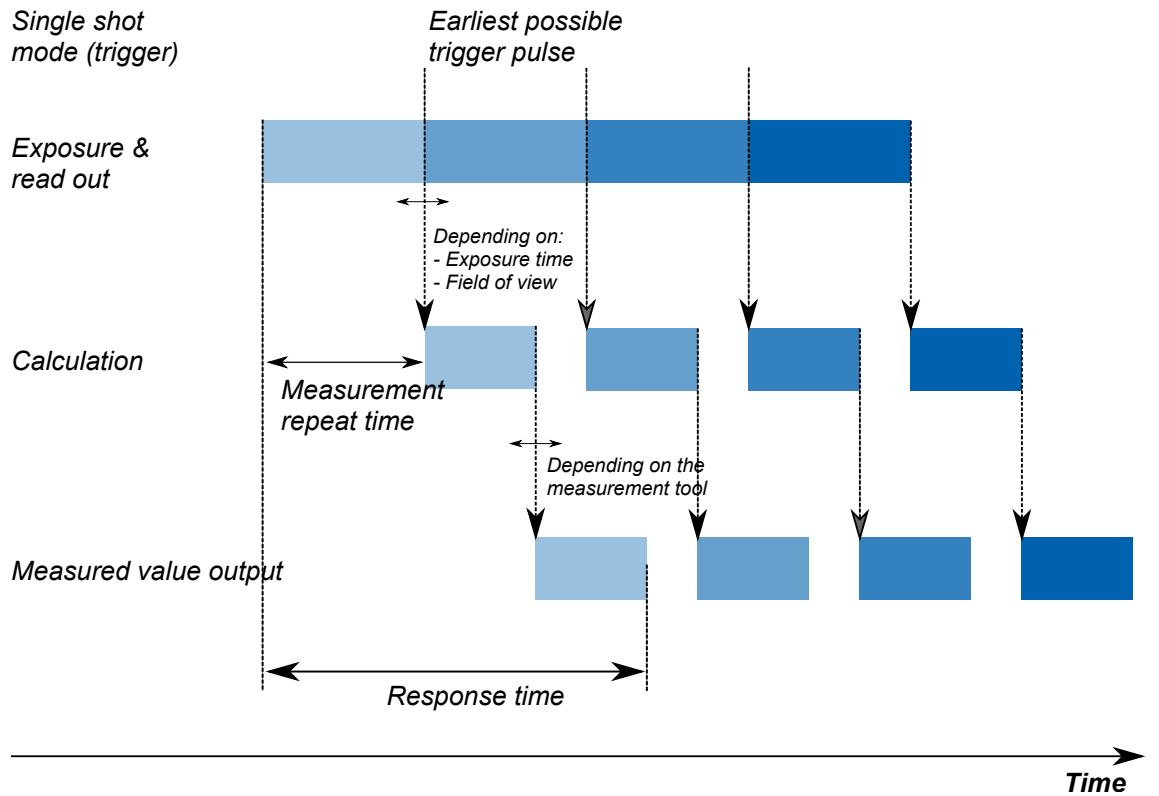 Single shot
mode (trigger)
Earliest possible
trigger pulse
Exposure &
read out
Depending on:
- Exposure time
- Field of view
Calculation
Measurement
repeat time
Depending on the
measurement tool
Measured value output
Response time
Time